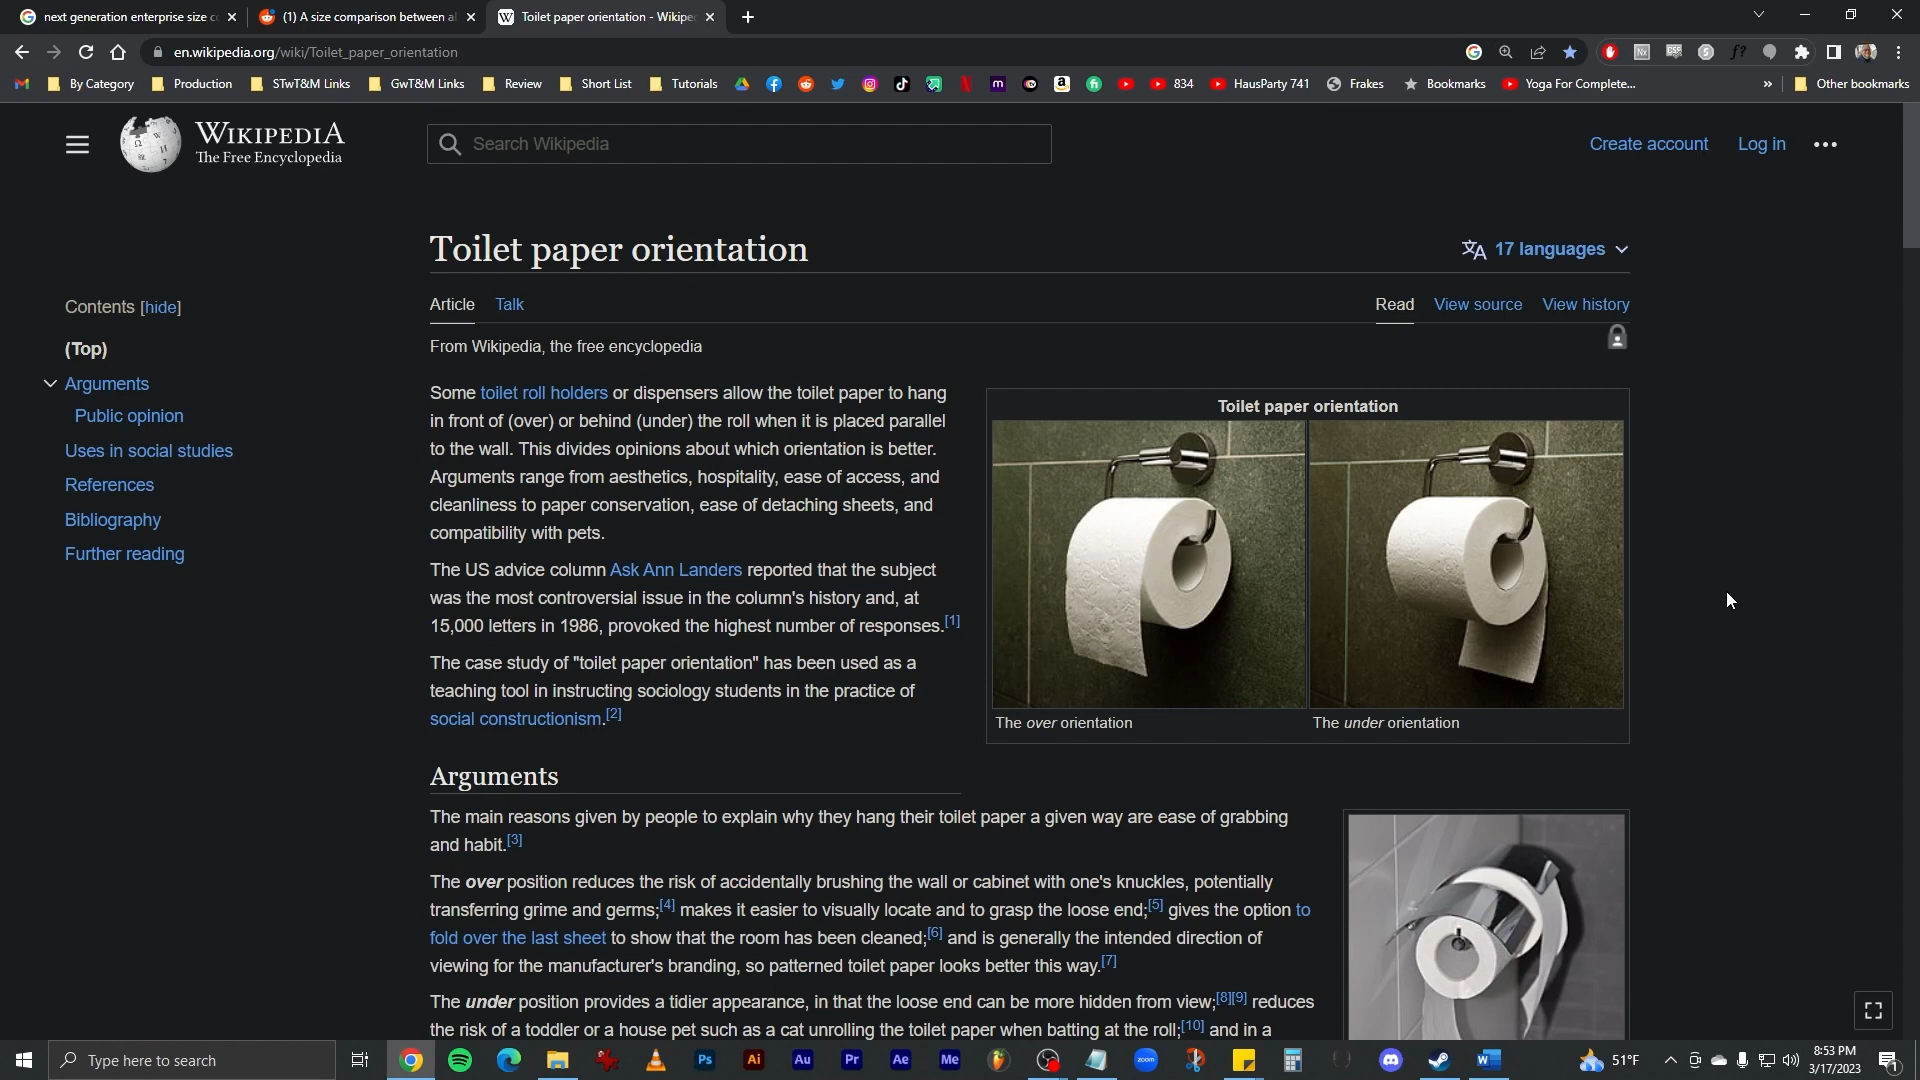 next generation enterprise size c
(1) A size comparison between al
Toilet paper orientation - Wikipe
en.wikipedia.org/wiki/Toilet_paper_orientation
By Category
Production
STwT&M Links
GwT&M Links
Review
Short List
Tutorials
834
HausParty 741
Frakes
Bookmarks
Yoga For Complete...
»
Other bookmarks
WIKIPEDIA
The Free Encyclopedia
Search Wikipedia
Create account
Log in
Toilet paper orientation
17 languages
Contents [hide]
(Top)
Arguments
Public opinion
Uses in social studies
References
Bibliography
Further reading
Article Talk
Read View source View history
From Wikipedia, the free encyclopedia
Some toilet roll holders or dispensers allow the toilet paper to hang
in front of (over) or behind (under) the roll when it is placed parallel
to the wall. This divides opinions about which orientation is better.
Arguments range from aesthetics, hospitality, ease of access, and
cleanliness to paper conservation, ease of detaching sheets, and
compatibility with pets.
The US advice column Ask Ann Landers reported that the subject
was the most controversial issue in the column's history and, at
15,000 letters in 1986, provoked the highest number of responses.[1]
The case study of "toilet paper orientation" has been used as a
teaching tool in instructing sociology students in the practice of
social constructionism.[2]
Toilet paper orientation
The over orientation
The under orientation
Arguments
The main reasons given by people to explain why they hang their toilet paper a given way are ease of grabbing
and habit.[3]
The over position reduces the risk of accidentally brushing the wall or cabinet with one's knuckles, potentially
transferring grime and germs;[4] makes it easier to visually locate and to grasp the loose end;[5] gives the option to
fold over the last sheet to show that the room has been cleaned;[6] and is generally the intended direction of
viewing for the manufacturer's branding, so patterned toilet paper looks better this way.[7]
The under position provides a tidier appearance, in that the loose end can be more hidden from view;[8][9] reduces
the risk of a toddler or a house pet such as a cat unrolling the toilet paper when batting at the roll;[10] and in a
Type here to search
Ps
Ai
Au
Pr
Ae
Me
zoom
W
51°F
8:53 PM
3/17/2023
1